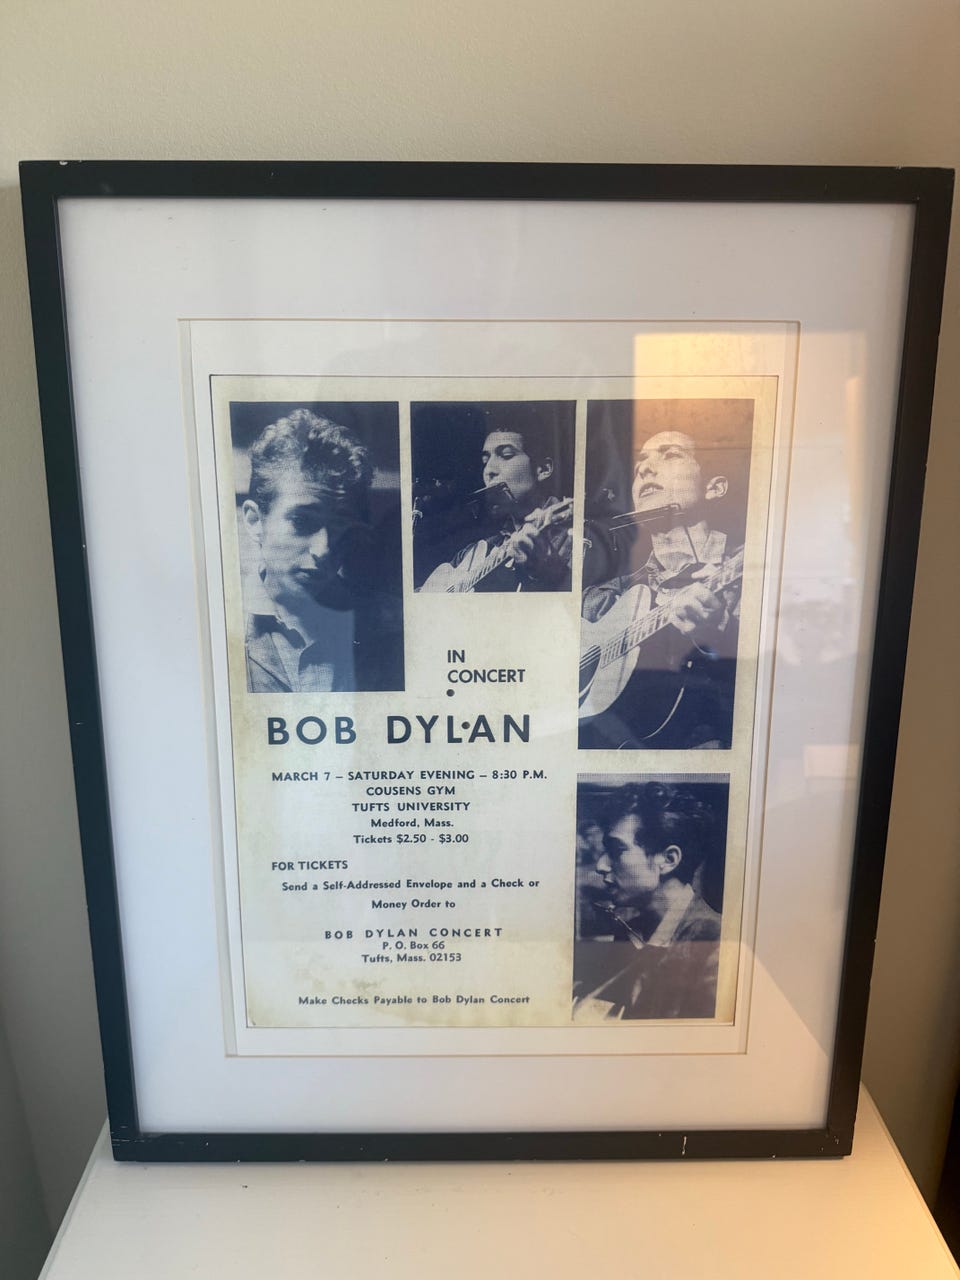 IN
CONCERT
BOB DYLAN
MARCH 7 – SATURDAY EVENING – 8:30 P.M.
COUSENS GYM
TUFTS UNIVERSITY
Medford, Mass.
Tickets $2.50 - $3.00
FOR TICKETS
Send a Self-Addressed Envelope and a Check or
Money Order to
BOB DYLAN CONCERT
P. O. Box 66
Tufts, Mass. 02153
Make Checks Payable to Bob Dylan Concert